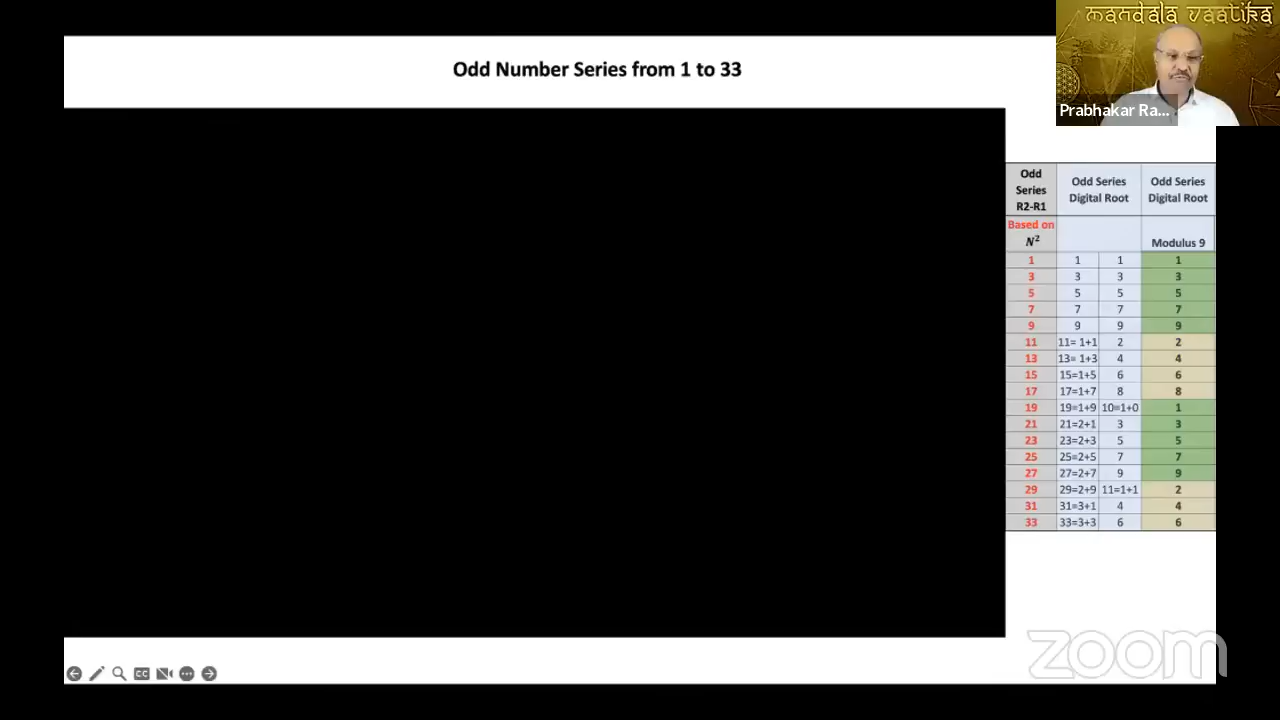 mandala vaatika
Odd Number Series from 1 to 33
Prabhakar Ra...
Odd Series R2-R1 Odd Series Digital Root Odd Series Digital Root
Based on N² Modulus 9
1 1 1 1
3 3 3 3
5 5 5 5
7 7 7 7
9 9 9 9
11 11= 1+1 2 2
13 13= 1+3 4 4
15 15=1+5 6 6
17 17=1+7 8 8
19 19=1+9 10=1+0 1
21 21=2+1 3 3
23 23=2+3 5 5
25 25=2+5 7 7
27 27=2+7 9 9
29 29=2+9 11=1+1 2
31 31=3+1 4 4
33 33=3+3 6 6
CC
zoom